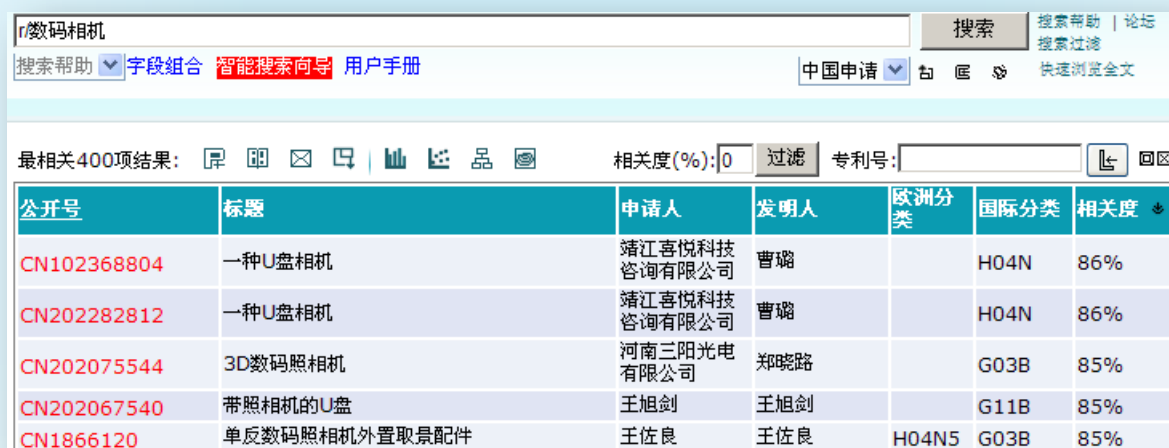 r/数码相机 搜索 搜索帮助 | 论坛
搜索过滤
搜索帮助 字段组合 智能搜索向导 用户手册 中国申请 快速浏览全文
最相关400项结果: 相关度(%): 0 过滤 专利号:
公开号 标题 申请人 发明人 欧洲分类 国际分类 相关度
CN102368804 一种U盘相机 靖江喜悦科技咨询有限公司 曹璐 H04N 86%
CN202282812 一种U盘相机 靖江喜悦科技咨询有限公司 曹璐 H04N 86%
CN202075544 3D数码照相机 河南三阳光电有限公司 郑晓路 G03B 85%
CN202067540 带照相机的U盘 王旭剑 王旭剑 G11B 85%
CN1866120 单反数码照相机外置取景配件 王佐良 王佐良 H04N5 G03B 85%